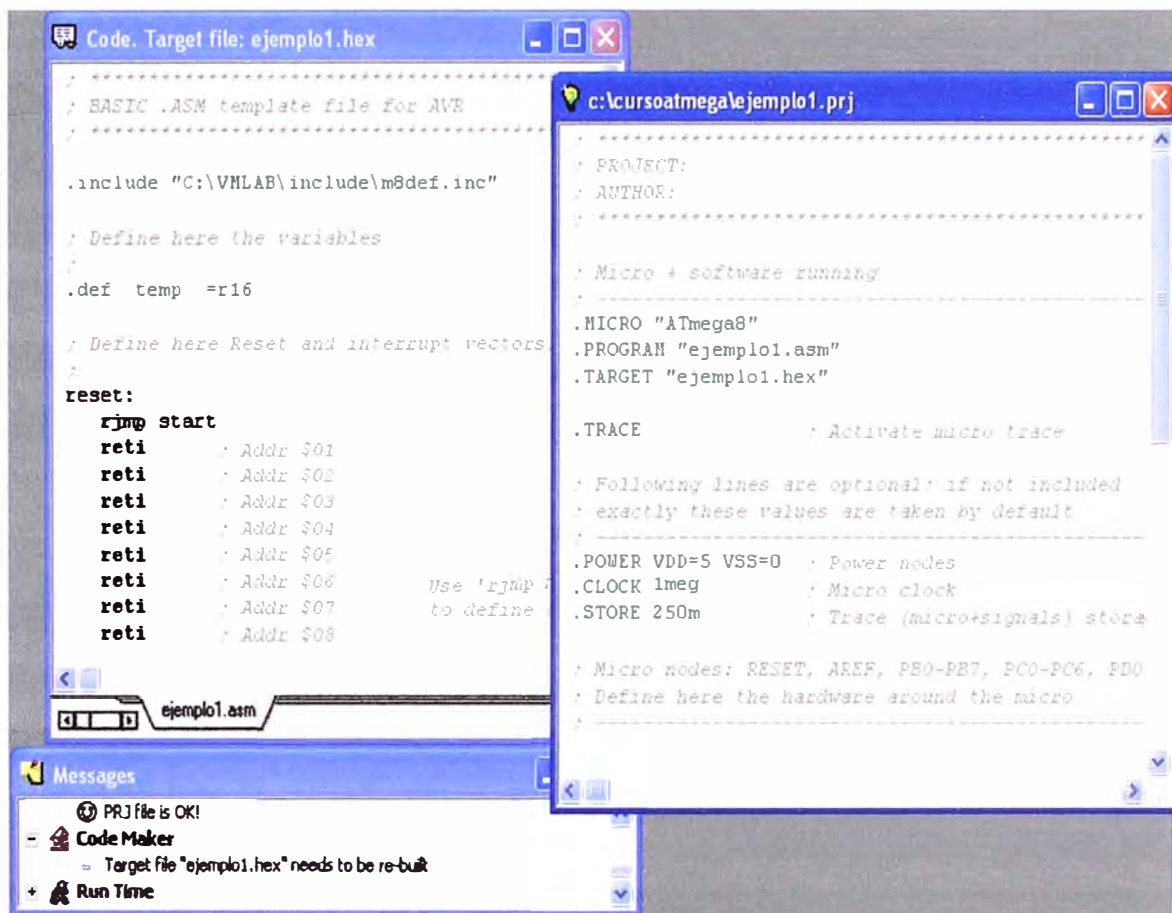 Code. Target file: ejemplo1.hex
; ***********************************************
; BASIC .ASM template file for AVR
; ***********************************************
.include "C:\VMLAB\include\m8def.inc"
; Define here the variables
;
.def temp =r16
; Define here Reset and interrupt vectors,
;
reset:
rjmp start
reti ; Addr $01
reti ; Addr $02
reti ; Addr $03
reti ; Addr $04
reti ; Addr $05
reti ; Addr $06 Use 'rjmp
reti ; Addr $07 to define
reti ; Addr $08
ejemplo1.asm
c:\cursoatmega\ejemplo1.prj
; ***********************************************
; PROJECT:
; AUTHOR:
; ***********************************************
; Micro + software running
; -----------------------------------------------
.MICRO "ATmega8"
.PROGRAM "ejemplo1.asm"
.TARGET "ejemplo1.hex"
.TRACE ; Activate micro trace
; Following lines are optional; if not included
; exactly these values are taken by default
; -----------------------------------------------
.POWER VDD=5 VSS=0 ; Power nodes
.CLOCK 1meg ; Micro clock
.STORE 250m ; Trace (micro+signals) stora
; Micro nodes: RESET, AREF, PB0-PB7, PC0-PC6, PD0
; Define here the hardware around the micro
; -----------------------------------------------
Messages
PRJ file is OK!
Code Maker
Target file "ejemplo1.hex" needs to be re-built
Run Time